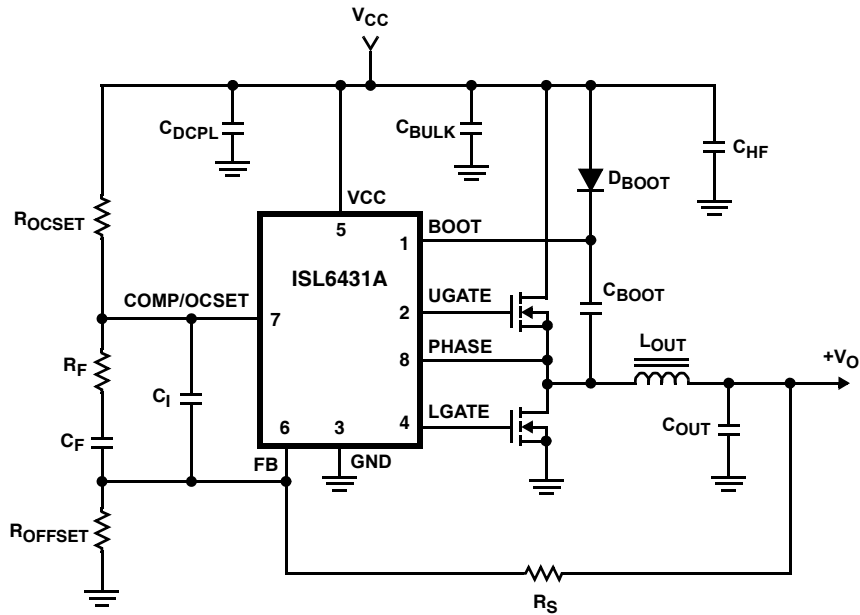 VCC
CDCPL
CBULK
CHF
DBOOT
ROCSET
VCC
5
BOOT
1
ISL6431A
CBOOT
COMP/OCSET
7
UGATE
2
LOUT
PHASE
8
+VO
RF
CI
LGATE
4
COUT
CF
6
3
FB
GND
ROFFSET
RS